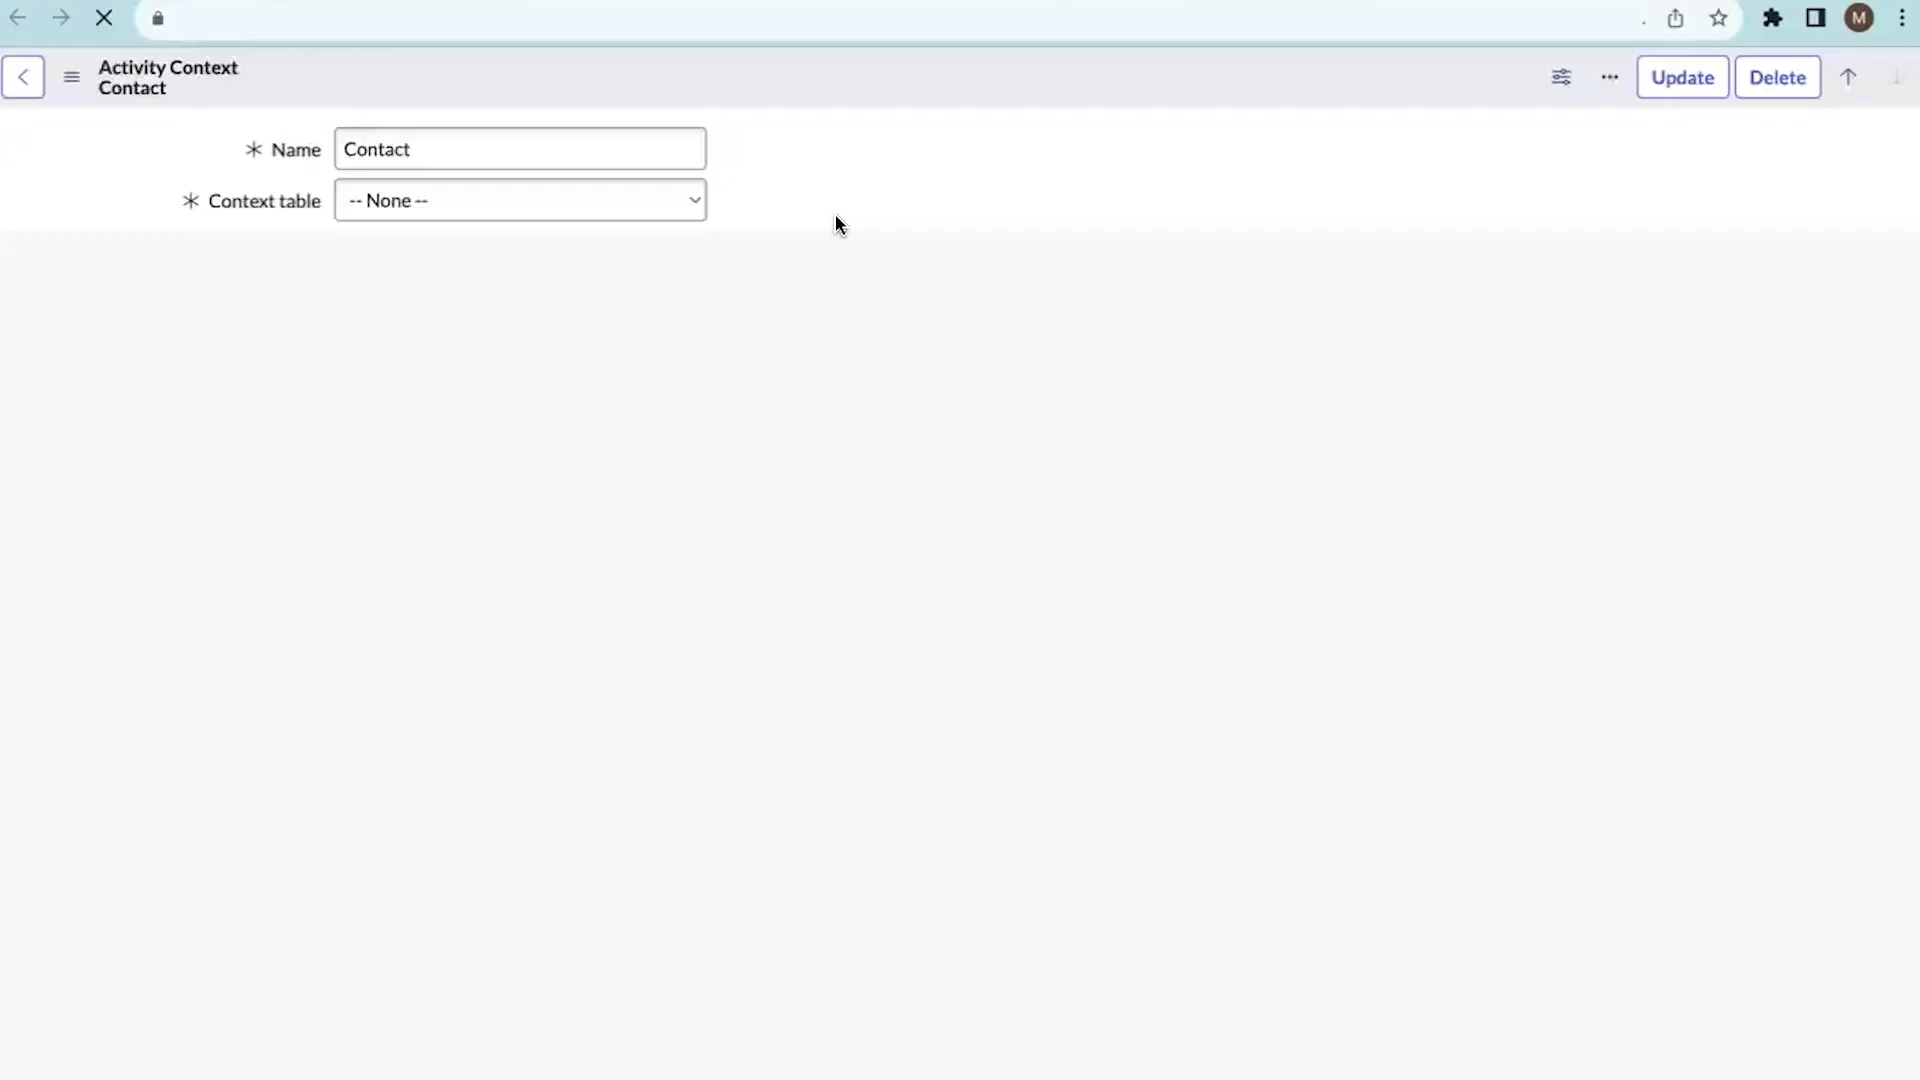 M
Activity Context
Contact
Update
Delete
Name
Contact
Context table
-- None --